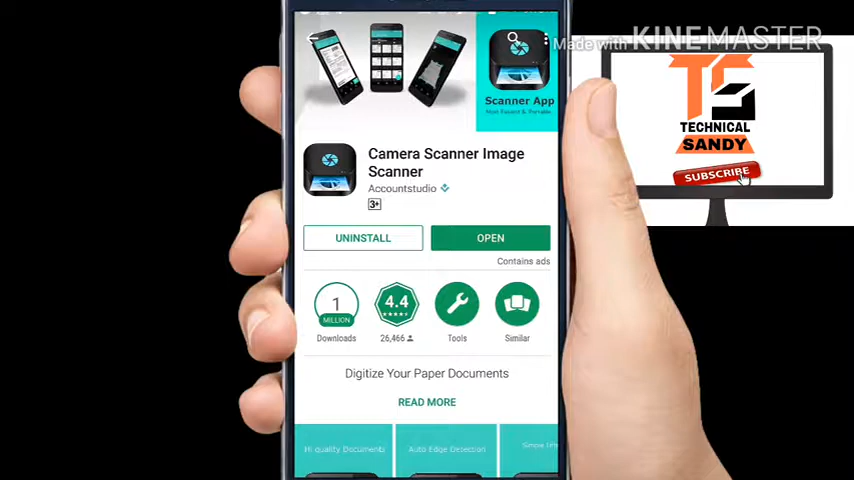 Made with KINEMASTER
Scanner App
TECHNICAL
SANDY
SUBSCRIBE
Camera Scanner Image
Scanner
Accountstudio
3+
UNINSTALL
OPEN
Contains ads
1
MILLION
4.4
Downloads
26,466
Tools
Similar
Digitize Your Paper Documents
READ MORE
Hi quality Documents
Auto Edge Detection